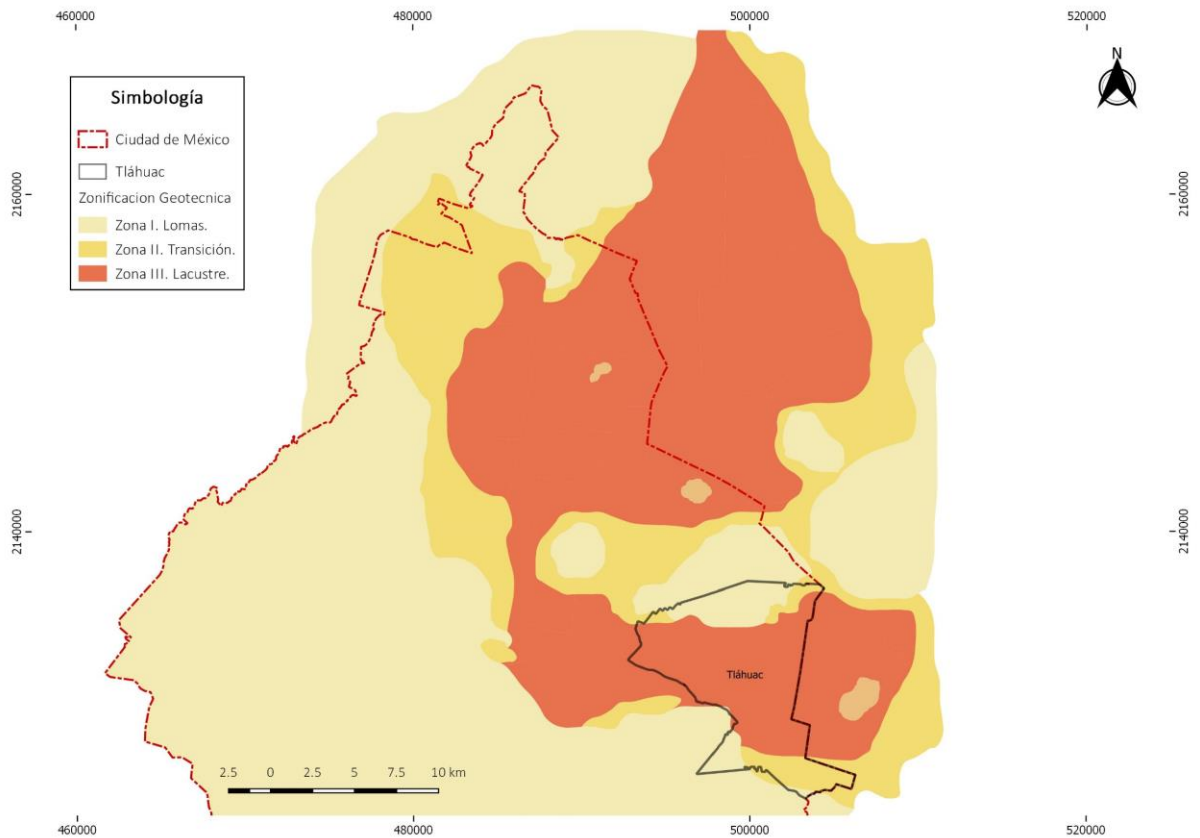 460000
480000
500000
520000
N
Simbología
Ciudad de México
Tláhuac
Zonificacion Geotecnica
Zona I. Lomas.
Zona II. Transición.
Zona III. Lacustre.
2160000
2160000
2140000
2140000
Tláhuac
2.5 0 2.5 5 7.5 10 km
460000
480000
500000
520000